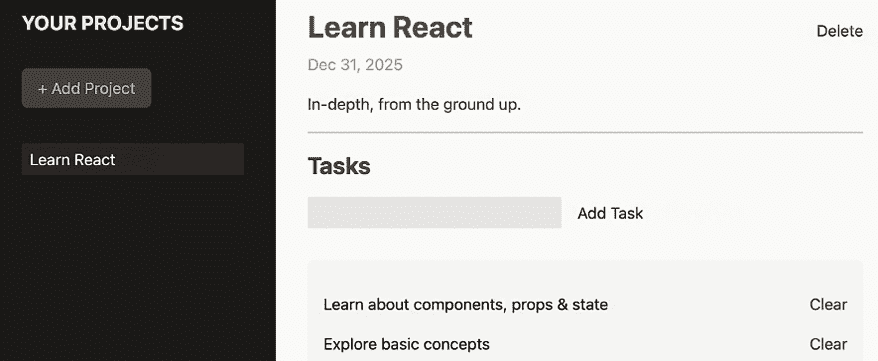 YOUR PROJECTS
+ Add Project
Learn React
Learn React
Delete
Dec 31, 2025
In-depth, from the ground up.
Tasks
Add Task
Learn about components, props & state
Clear
Explore basic concepts
Clear